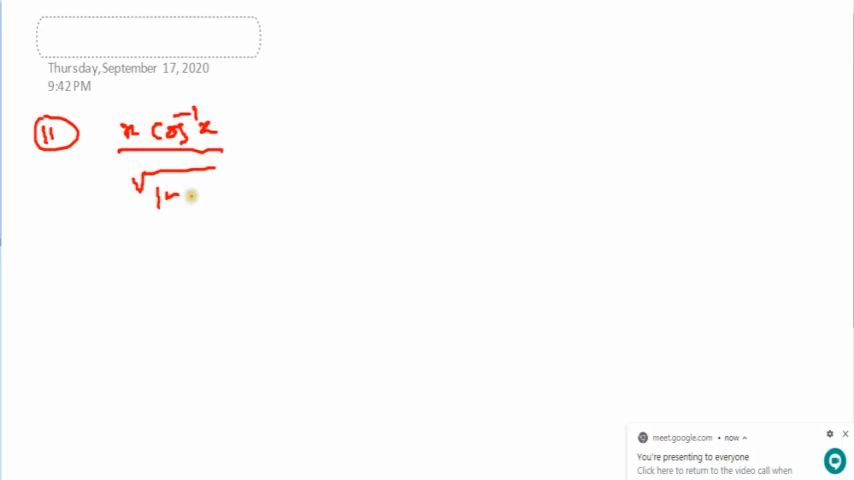 Thursday, September 17, 2020
9:42 PM
11 x cos⁻¹x
√1-
meet.google.com • now
You're presenting to everyone
Click here to return to the video call when